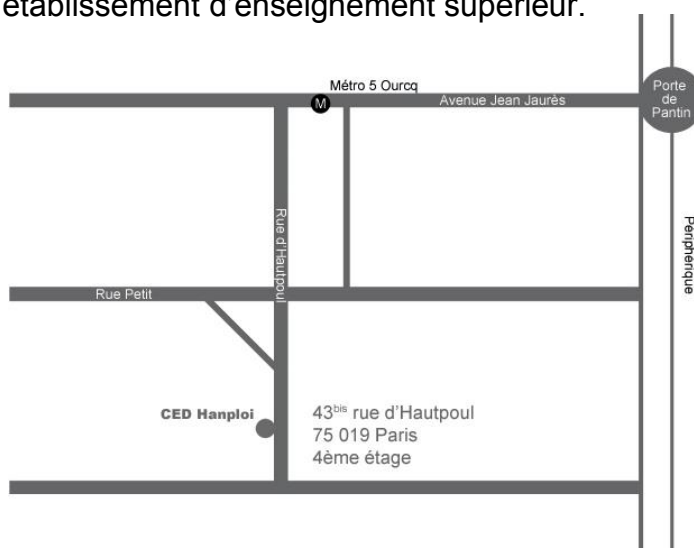 établissement d'enseignement supérieur.
Métro 5 Ourcq
M
Avenue Jean Jaurès
Porte
de
Pantin
Rue d'Hautpoul
Périphérique
Rue Petit
CED Hanploi
43bis rue d'Hautpoul
75 019 Paris
4ème étage